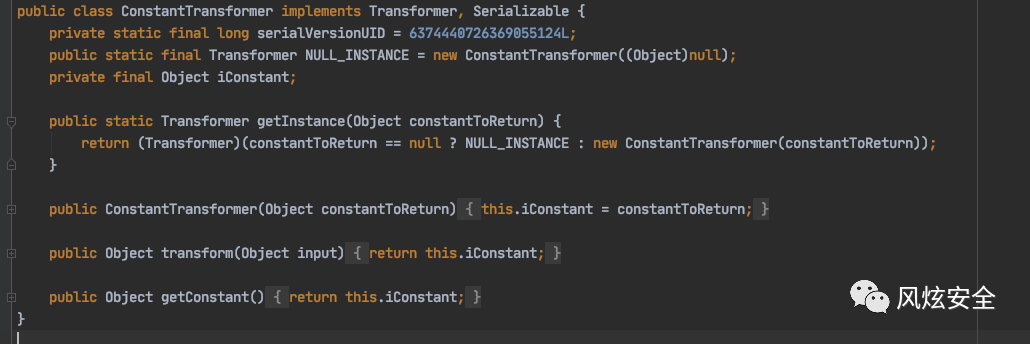 public class ConstantTransformer implements Transformer, Serializable {
    private static final long serialVersionUID = 6374440726369055124L;
    public static final Transformer NULL_INSTANCE = new ConstantTransformer((Object)null);
    private final Object iConstant;

    public static Transformer getInstance(Object constantToReturn) {
        return (Transformer)(constantToReturn == null ? NULL_INSTANCE : new ConstantTransformer(constantToReturn));
    }

    public ConstantTransformer(Object constantToReturn) { this.iConstant = constantToReturn; }

    public Object transform(Object input) { return this.iConstant; }

    public Object getConstant() { return this.iConstant; }
}
风炫安全